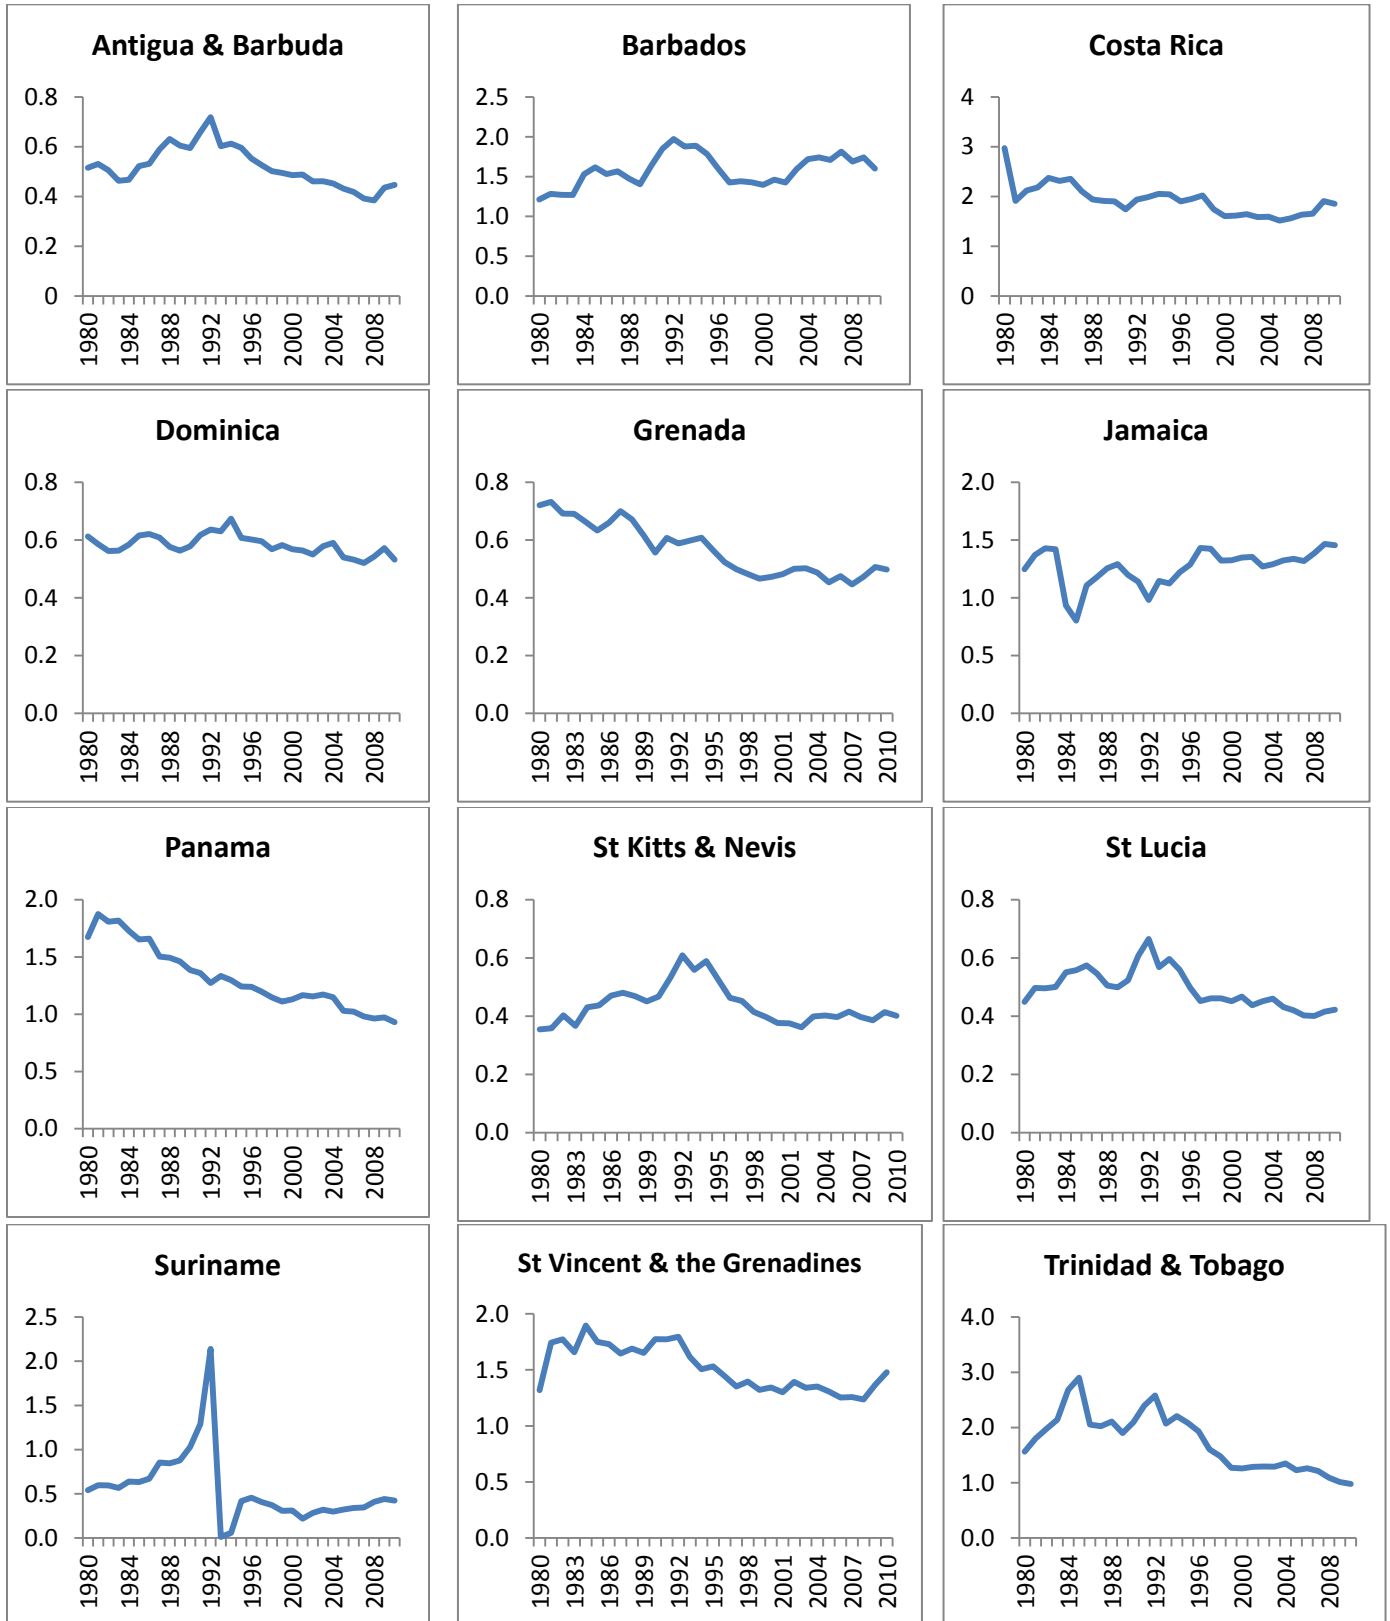 Antigua & Barbuda
0.8
0.6
0.4
0.2
0
1980 1984 1988 1992 1996 2000 2004 2008
Barbados
2.5
2.0
1.5
1.0
0.5
0.0
1980 1984 1988 1992 1996 2000 2004 2008
Costa Rica
4
3
2
1
0
1980 1984 1988 1992 1996 2000 2004 2008
Dominica
0.8
0.6
0.4
0.2
0.0
1980 1984 1988 1992 1996 2000 2004 2008
Grenada
0.8
0.6
0.4
0.2
0.0
1980 1983 1986 1989 1992 1995 1998 2001 2004 2007 2010
Jamaica
2.0
1.5
1.0
0.5
0.0
1980 1984 1988 1992 1996 2000 2004 2008
Panama
2.0
1.5
1.0
0.5
0.0
1980 1984 1988 1992 1996 2000 2004 2008
St Kitts & Nevis
0.8
0.6
0.4
0.2
0.0
1980 1983 1986 1989 1992 1995 1998 2001 2004 2007 2010
St Lucia
0.8
0.6
0.4
0.2
0.0
1980 1984 1988 1992 1996 2000 2004 2008
Suriname
2.5
2.0
1.5
1.0
0.5
0.0
1980 1984 1988 1992 1996 2000 2004 2008
St Vincent & the Grenadines
2.0
1.5
1.0
0.5
0.0
1980 1983 1986 1989 1992 1995 1998 2001 2004 2007 2010
Trinidad & Tobago
4.0
3.0
2.0
1.0
0.0
1980 1984 1988 1992 1996 2000 2004 2008